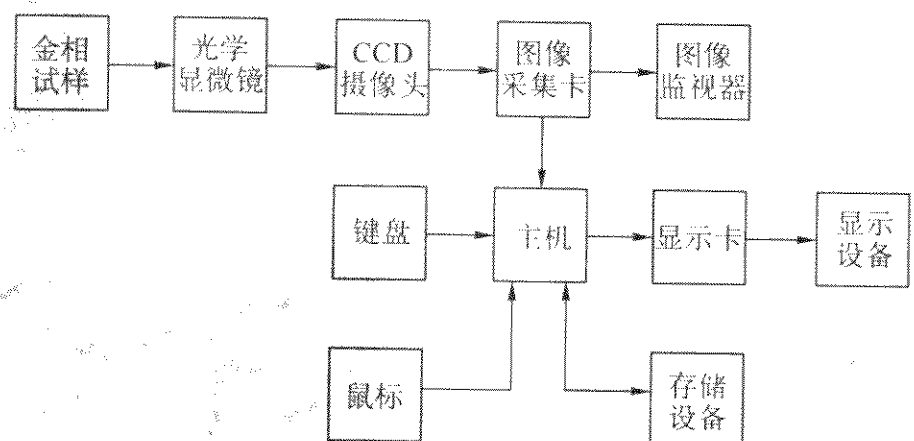 金相
试样
光学
显微镜
CCD
摄像头
图像
采集卡
图像
监视器
键盘
主机
显示卡
显示
设备
鼠标
存储
设备